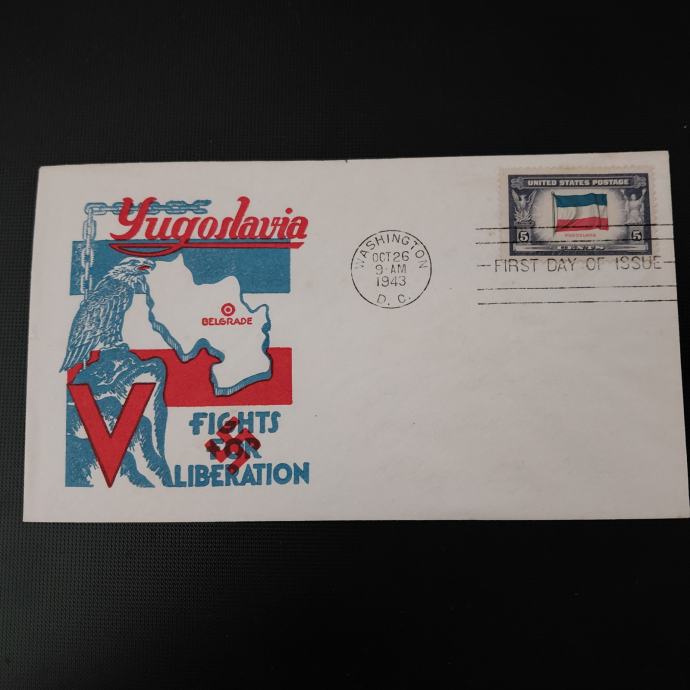 Yugoslavia
BELGRADE
V
FIGHTS
FOR
LIBERATION
WASHINGTON
OCT 26
9-AM
1943
D. C.
UNITED STATES POSTAGE
YUGOSLAVIA
5 5
CENTS
FIRST DAY OF ISSUE